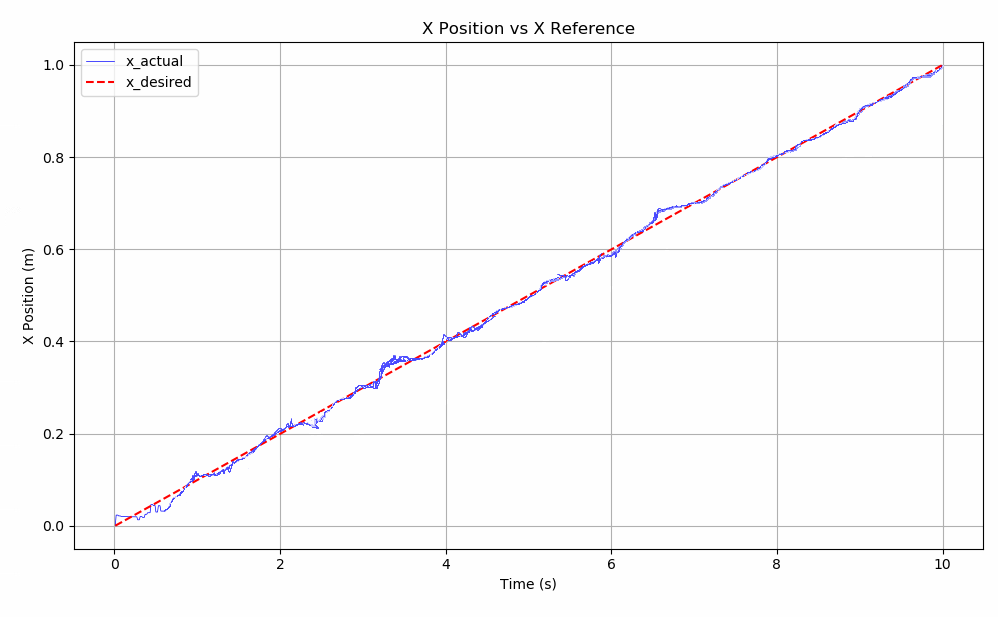 X Position vs X Reference
x_actual
x_desired
1.0
0.8
0.6
0.4
0.2
0.0
X Position (m)
0 2 4 6 8 10
Time (s)